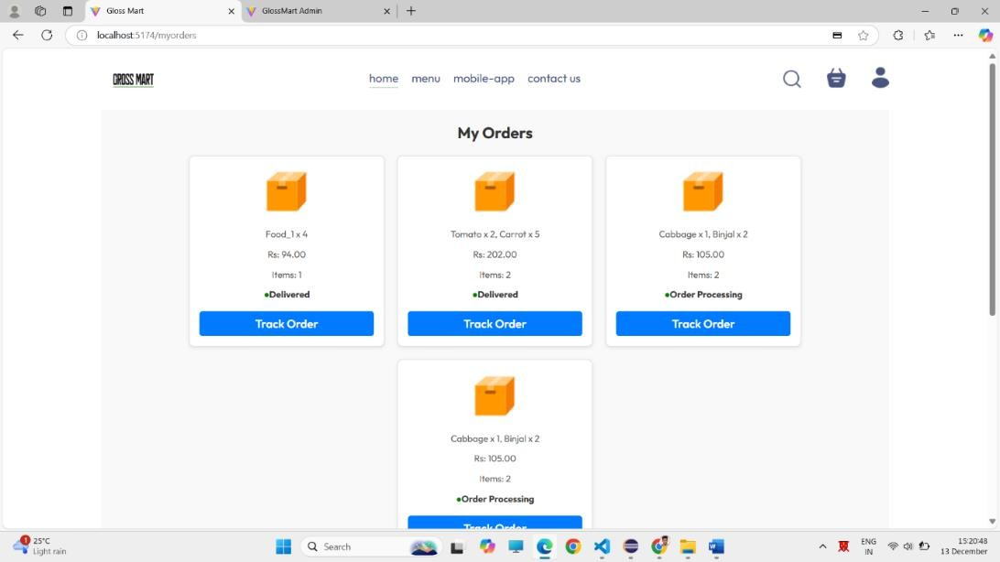 Gloss Mart
GlossMart Admin
localhost:5174/myorders
GROSS MART
home
menu
mobile-app
contact us
My Orders
Food_1 x 4
Rs: 94.00
Items: 1
Delivered
Track Order
Tomato x 2, Carrot x 5
Rs: 202.00
Items: 2
Delivered
Track Order
Cabbage x 1, Binjal x 2
Rs: 105.00
Items: 2
Order Processing
Track Order
Cabbage x 1, Binjal x 2
Rs: 105.00
Items: 2
Order Processing
Track Order
1
25°C
Light rain
Search
ENG
IN
15:20:48
13 December